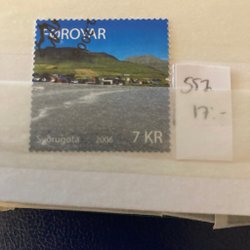 FØROYAR
Syðrugøta 2006 7 KR
557
17:-